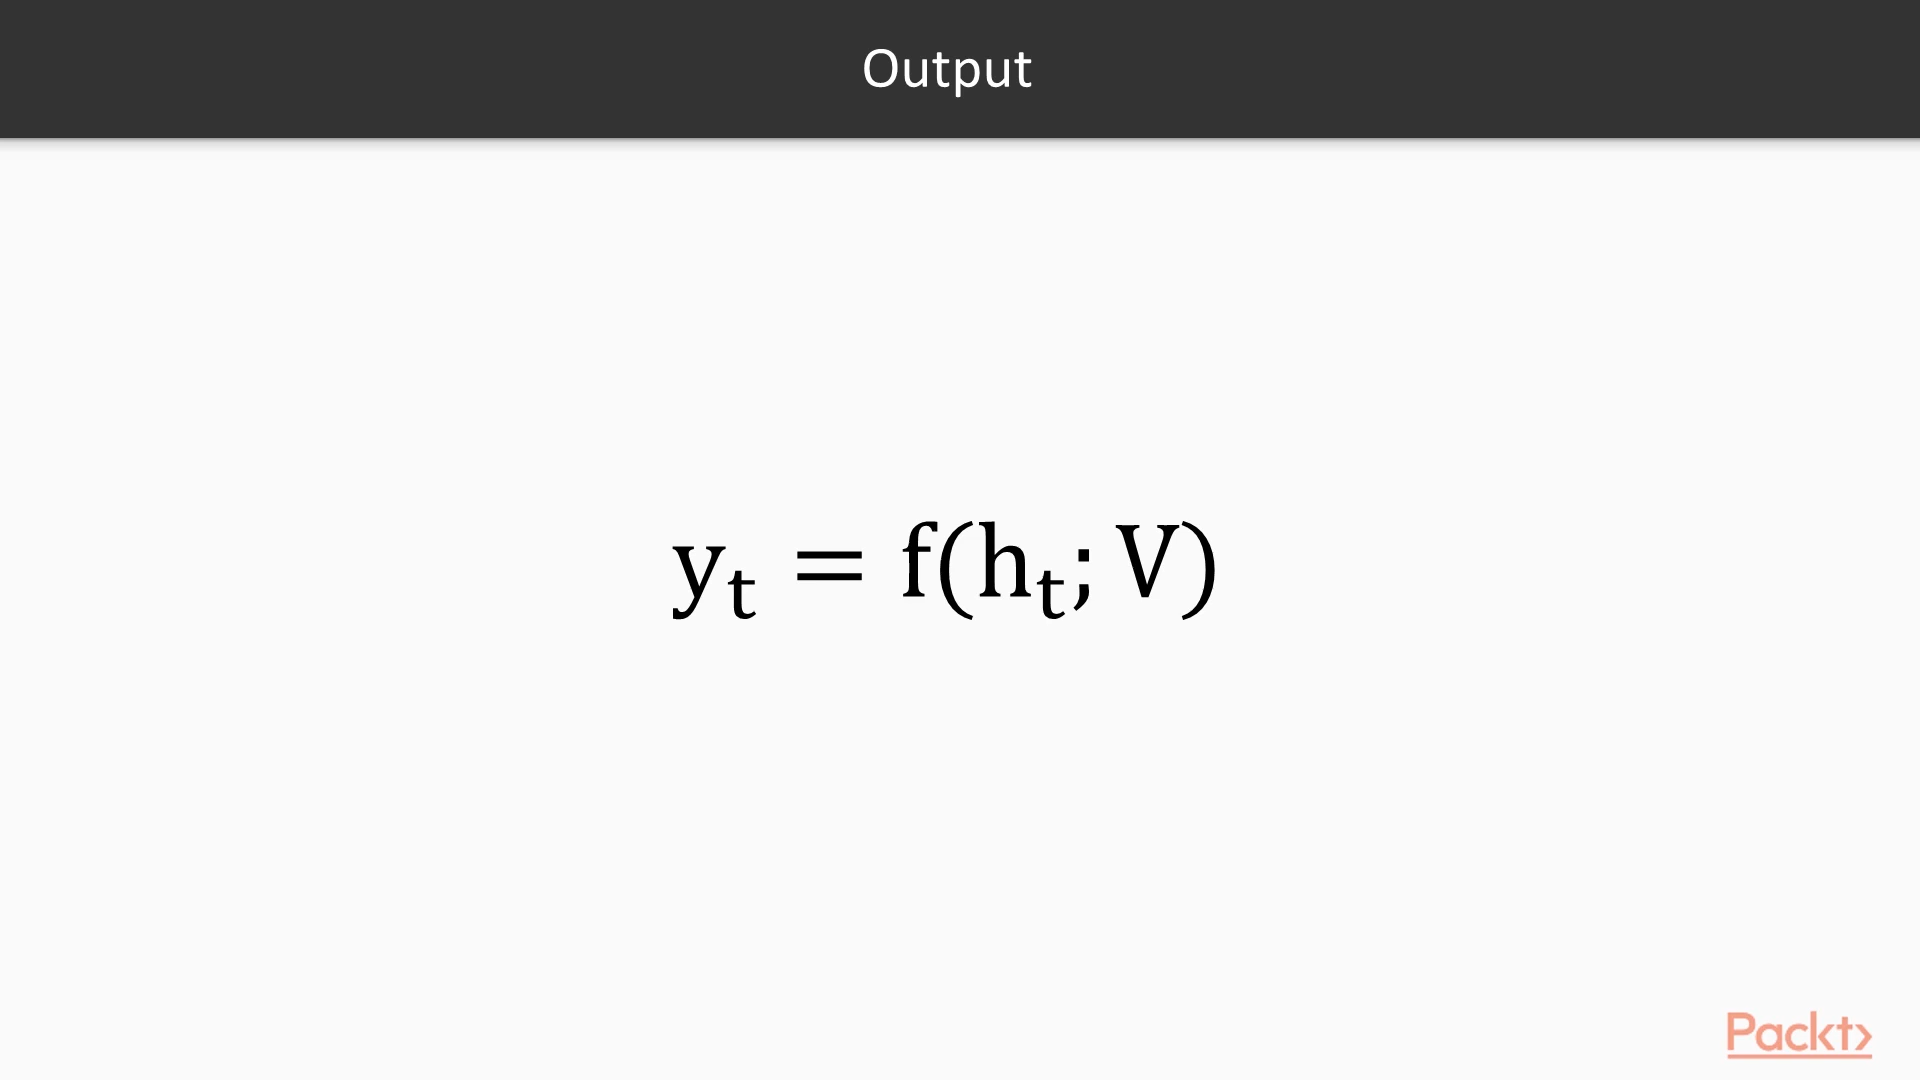 Output
yₜ = f(hₜ; V)
Packt>